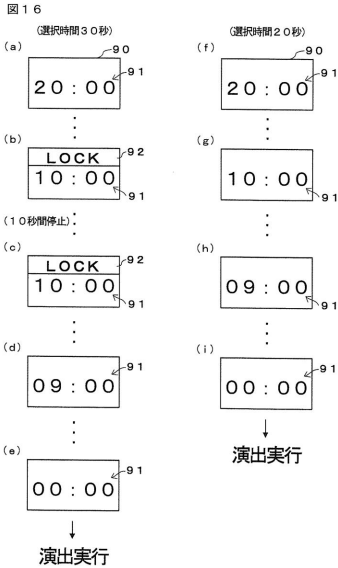 図16
(選択時間30秒)
(a)
90
20:00
91
(b)
LOCK
92
10:00
91
(10秒間停止)
(c)
LOCK
92
10:00
91
(d)
09:00
91
(e)
00:00
91
演出実行
(選択時間20秒)
(f)
90
20:00
91
(g)
10:00
91
(h)
09:00
91
(i)
00:00
91
演出実行